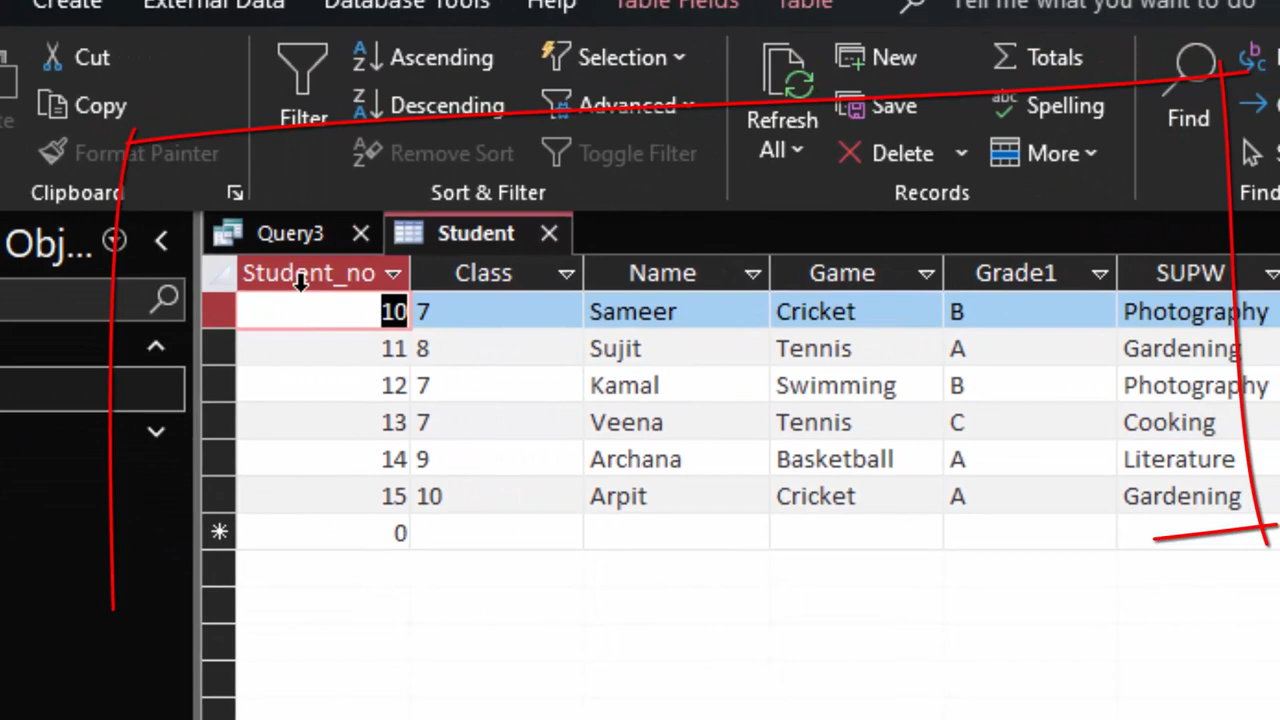 Create External Data Database Tools Help Table Fields Table Tell me what you want to do
Cut Ascending Selection New Totals
Copy Filter Descending Advanced Refresh All Save Spelling Find
Format Painter Remove Sort Toggle Filter Delete More
Clipboard Sort & Filter Records
Obj... Query3 Student
Student_no Class Name Game Grade1 SUPW
10 7 Sameer Cricket B Photography
11 8 Sujit Tennis A Gardening
12 7 Kamal Swimming B Photography
13 7 Veena Tennis C Cooking
14 9 Archana Basketball A Literature
15 10 Arpit Cricket A Gardening
0